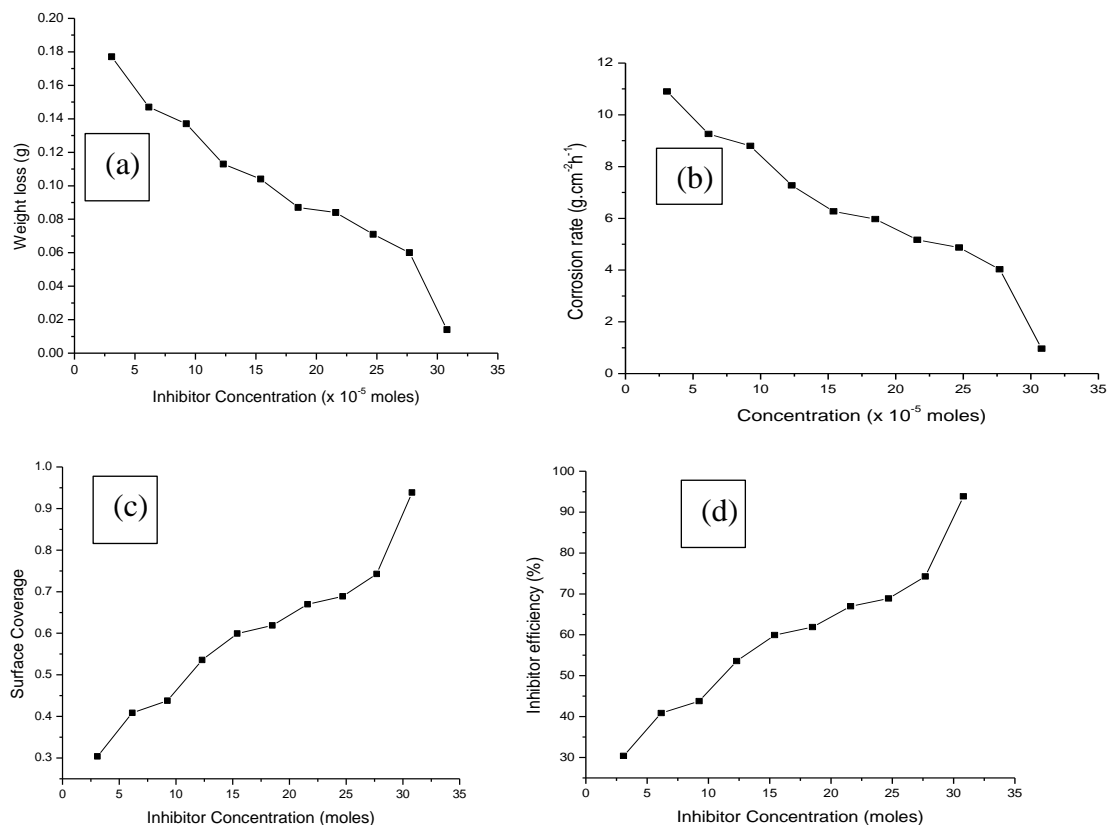 0.20
0.18
0.16
0.14
0.12
0.10
0.08
0.06
0.04
0.02
0.00
Weight loss (g)
(a)
0 5 10 15 20 25 30 35
Inhibitor Concentration (x 10⁻⁵ moles)
12
10
8
6
4
2
0
Corrosion rate (g.cm⁻²h⁻¹)
(b)
0 5 10 15 20 25 30 35
Concentration (x 10⁻⁵ moles)
1.0
0.9
0.8
0.7
0.6
0.5
0.4
0.3
Surface Coverage
(c)
0 5 10 15 20 25 30 35
Inhibitor Concentration (moles)
100
90
80
70
60
50
40
30
Inhibitor efficiency (%)
(d)
0 5 10 15 20 25 30 35
Inhibitor Concentration (moles)